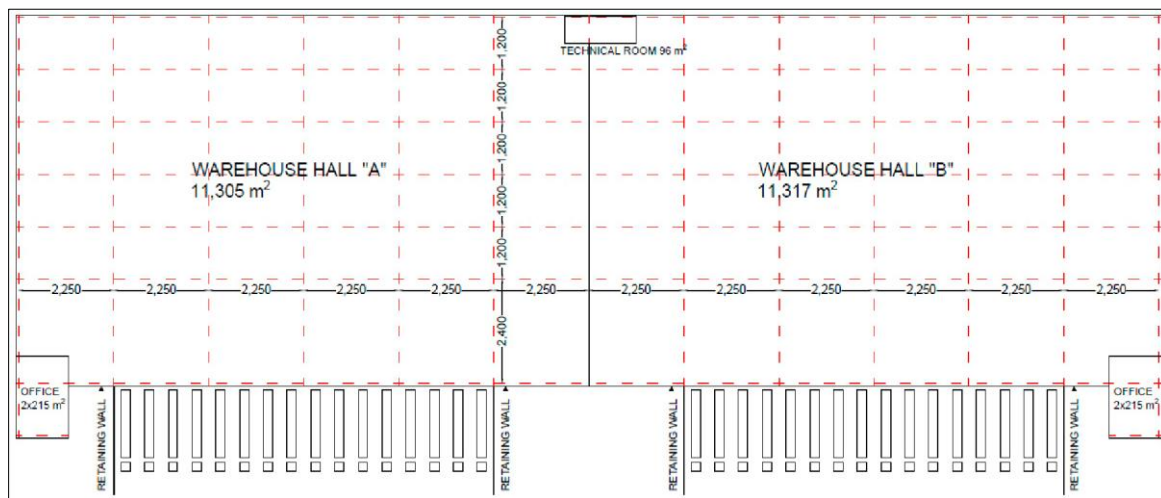 1,200
TECHNICAL ROOM 96 m²
1,200
1,200
1,200
1,200
WAREHOUSE HALL "A"
11,305 m²
WAREHOUSE HALL "B"
11,317 m²
2,250
2,250
2,250
2,250
2,250
2,250
2,250
2,250
2,250
2,250
2,250
2,250
2,400
OFFICE
2x215 m²
OFFICE
2x215 m²
RETAINING WALL
RETAINING WALL
RETAINING WALL
RETAINING WALL